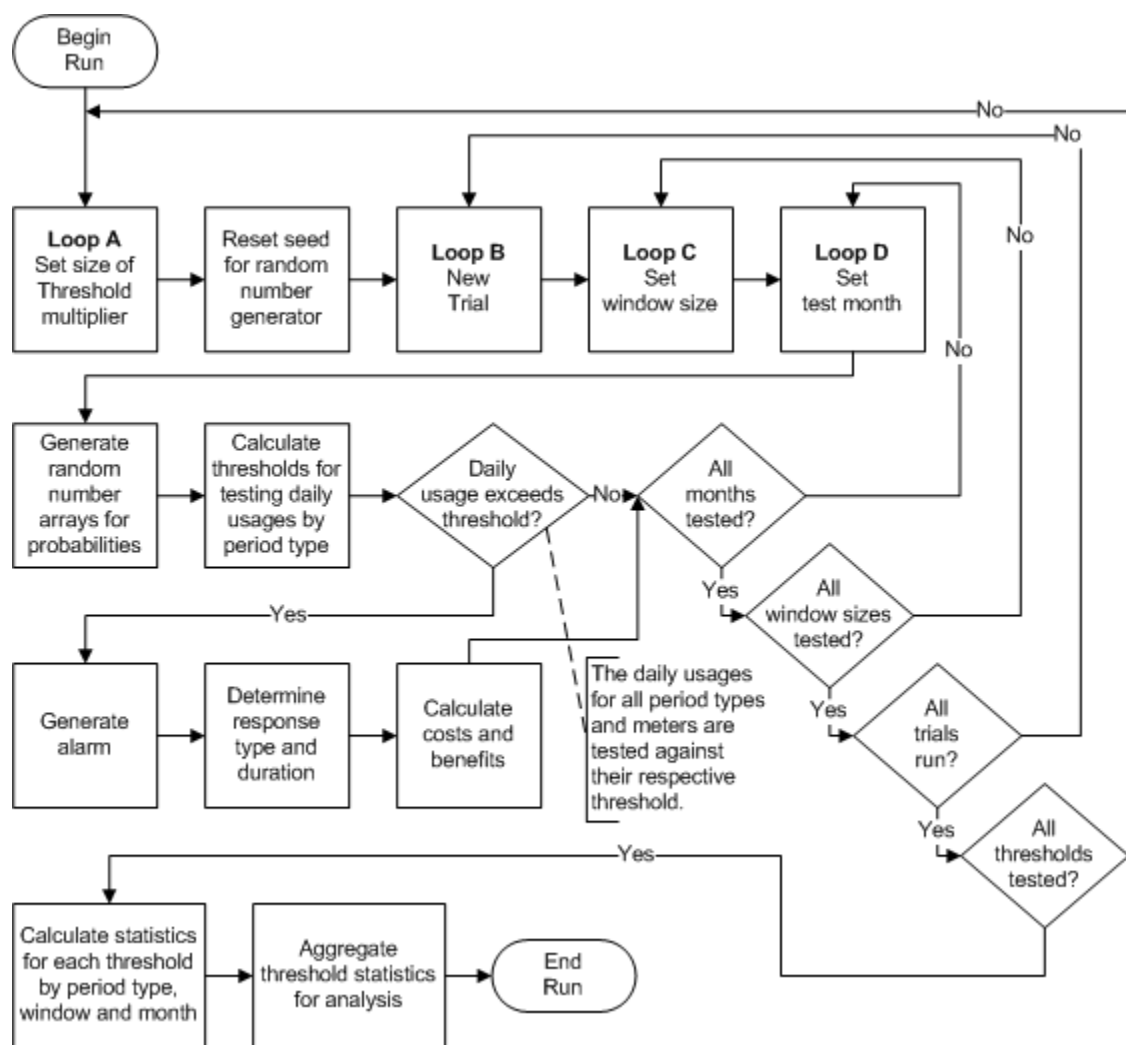 Begin
Run
No
No
No
No
Loop A
Set size of
Threshold
multiplier
Reset seed
for random
number
generator
Loop B
New
Trial
Loop C
Set
window size
Loop D
Set
test month
Generate
random
number
arrays for
probabilities
Calculate
thresholds for
testing daily
usages by
period type
Daily
usage exceeds
threshold?
No
All
months
tested?
Yes
Yes
All
window sizes
tested?
Generate
alarm
Determine
response
type and
duration
Calculate
costs and
benefits
The daily usages
for all period types
and meters are
tested against
their respective
threshold.
Yes
All
trials
run?
Yes
All
thresholds
tested?
Yes
Calculate statistics
for each threshold
by period type,
window and month
Aggregate
threshold statistics
for analysis
End
Run